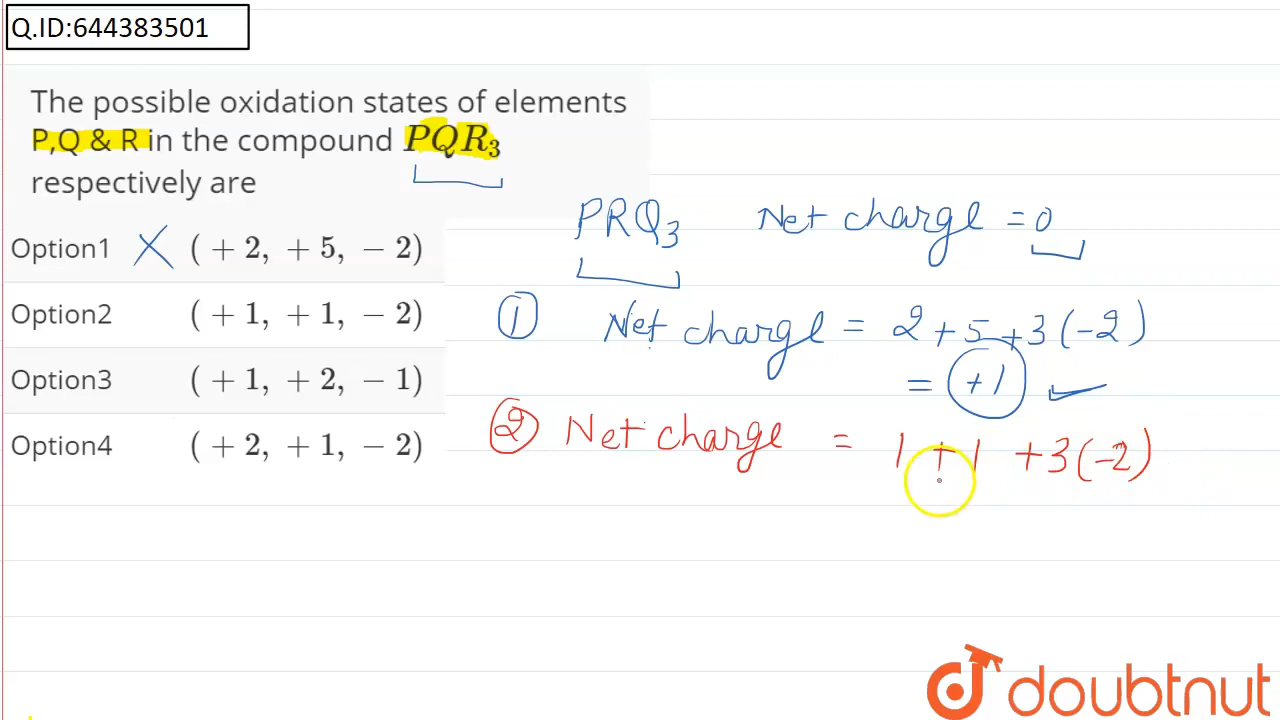 Q.ID:644383501
The possible oxidation states of elements
P,Q & R in the compound PQR₃
respectively are
PRQ₃ Net charge = 0
Option1 X (+2, +5, −2)
① Net charge = 2 + 5 + 3(−2)
Option2 (+1, +1, −2)
= +1 ✓
Option3 (+1, +2, −1)
② Net charge = 1 + 1 + 3(−2)
Option4 (+2, +1, −2)
doubtnut